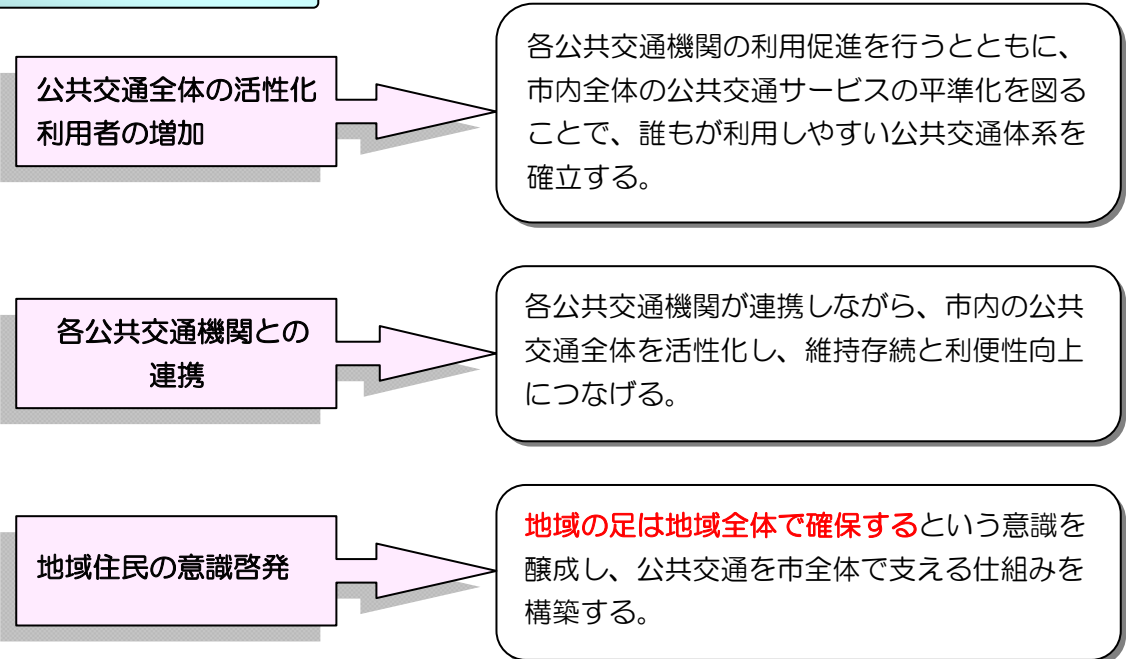 公共交通全体の活性化
利用者の増加
各公共交通機関の利用促進を行うとともに、
市内全体の公共交通サービスの平準化を図る
ことで、誰もが利用しやすい公共交通体系を
確立する。
各公共交通機関との
連携
各公共交通機関が連携しながら、市内の公共
交通全体を活性化し、維持存続と利便性向上
につなげる。
地域住民の意識啓発
地域の足は地域全体で確保するという意識を
醸成し、公共交通を市全体で支える仕組みを
構築する。